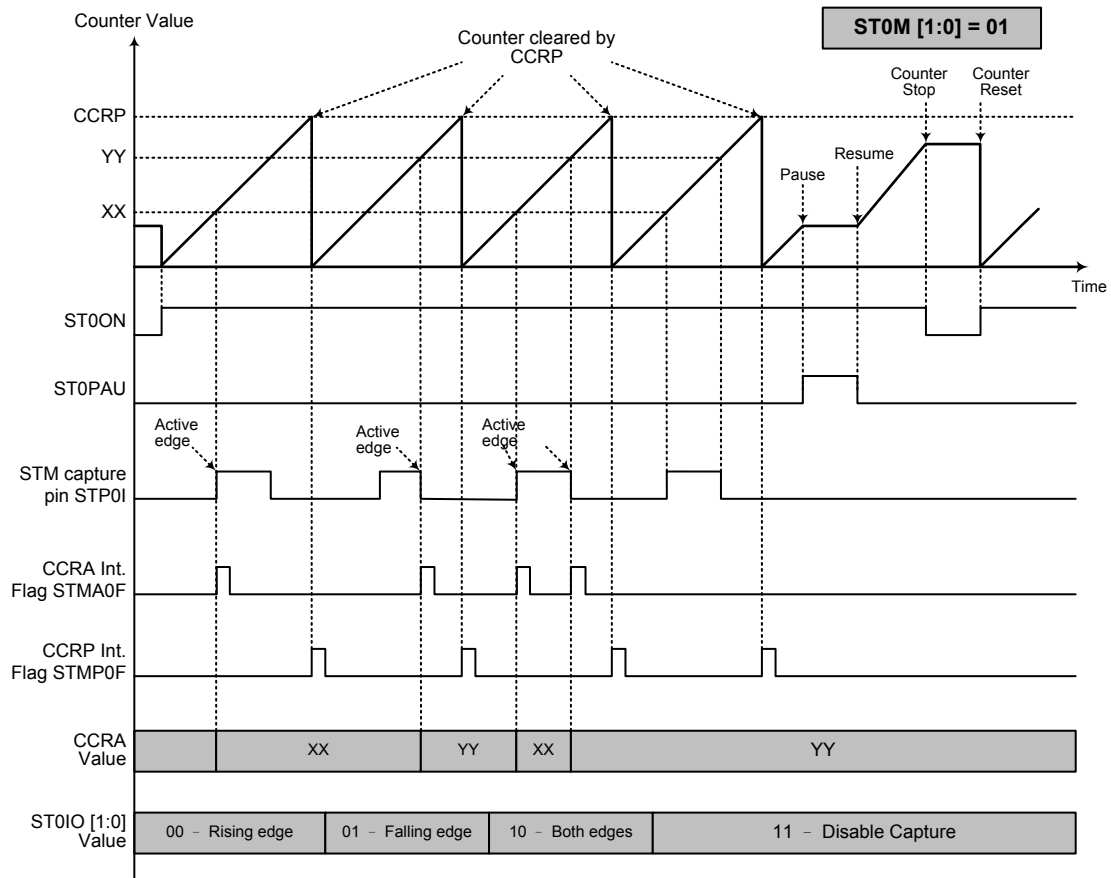 Counter Value
ST0M [1:0] = 01
Counter cleared by
CCRP
Counter
Stop
Counter
Reset
CCRP
YY
XX
Pause
Resume
Time
ST0ON
ST0PAU
Active
edge
Active
edge
Active
edge
STM capture
pin STP0I
CCRA Int.
Flag STMA0F
CCRP Int.
Flag STMP0F
CCRA
Value
XX
YY
XX
YY
ST0IO [1:0]
Value
00 – Rising edge
01 – Falling edge
10 – Both edges
11 – Disable Capture